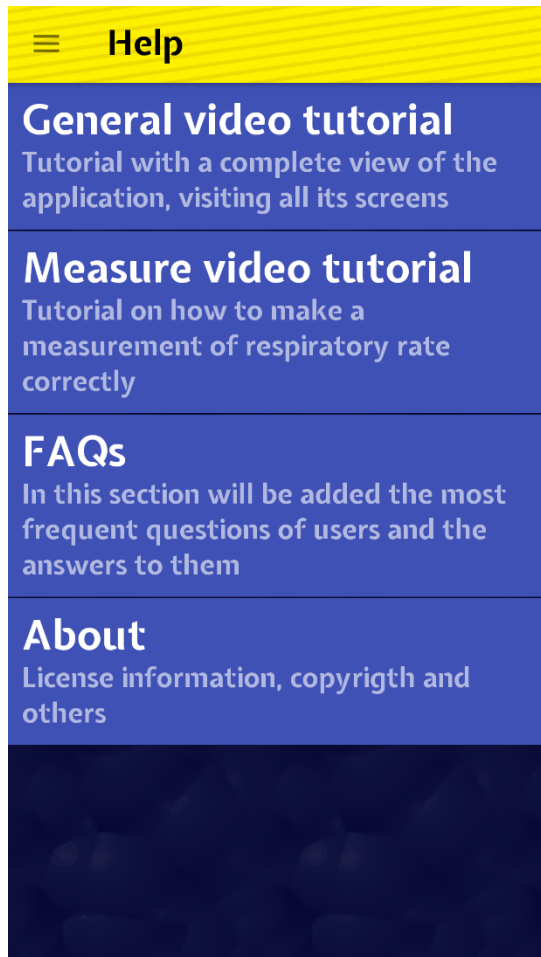 Help
General video tutorial
Tutorial with a complete view of the
application, visiting all its screens
Measure video tutorial
Tutorial on how to make a
measurement of respiratory rate
correctly
FAQs
In this section will be added the most
frequent questions of users and the
answers to them
About
License information, copyrigth and
others